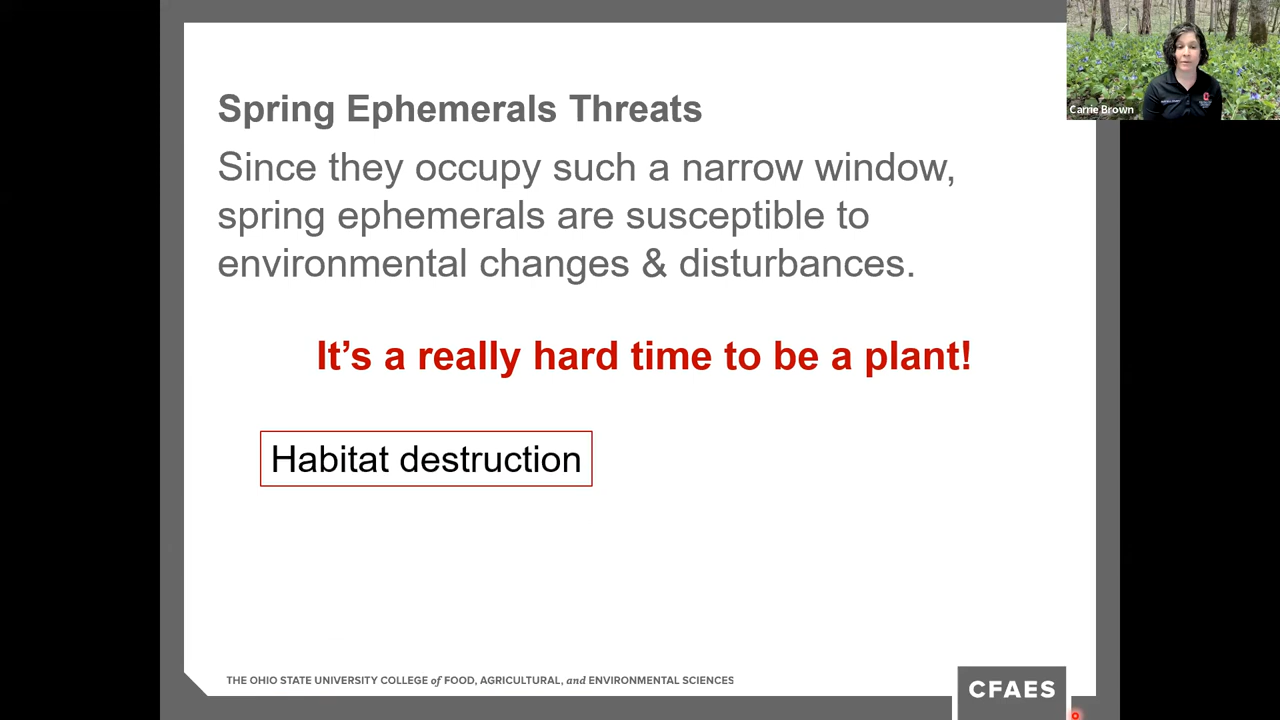 Spring Ephemerals Threats
Since they occupy such a narrow window,
spring ephemerals are susceptible to
environmental changes & disturbances.
It's a really hard time to be a plant!
Habitat destruction
THE OHIO STATE UNIVERSITY COLLEGE of FOOD, AGRICULTURAL, and ENVIRONMENTAL SCIENCES
CFAES
Carrie Brown